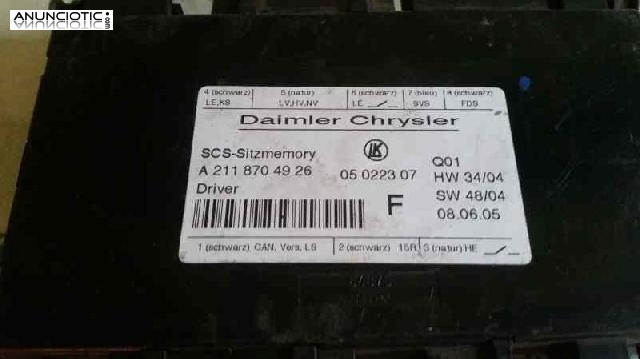 ANUNCIOTIC.com
4 (schwarz) 5 (natur) 6 (schwarz) 7 (blau) 8 (schwarz)
LE,KS LV,HV,NV LE SVS FDS
Daimler Chrysler
SCS-Sitzmemory
A 211 870 49 26 05 0223 07
Driver
Q01
HW 34/04
SW 48/04
08.06.05
F
1 (schwarz) CAN, Vers, LS 2 (schwarz) 15R 3 (natur) HE